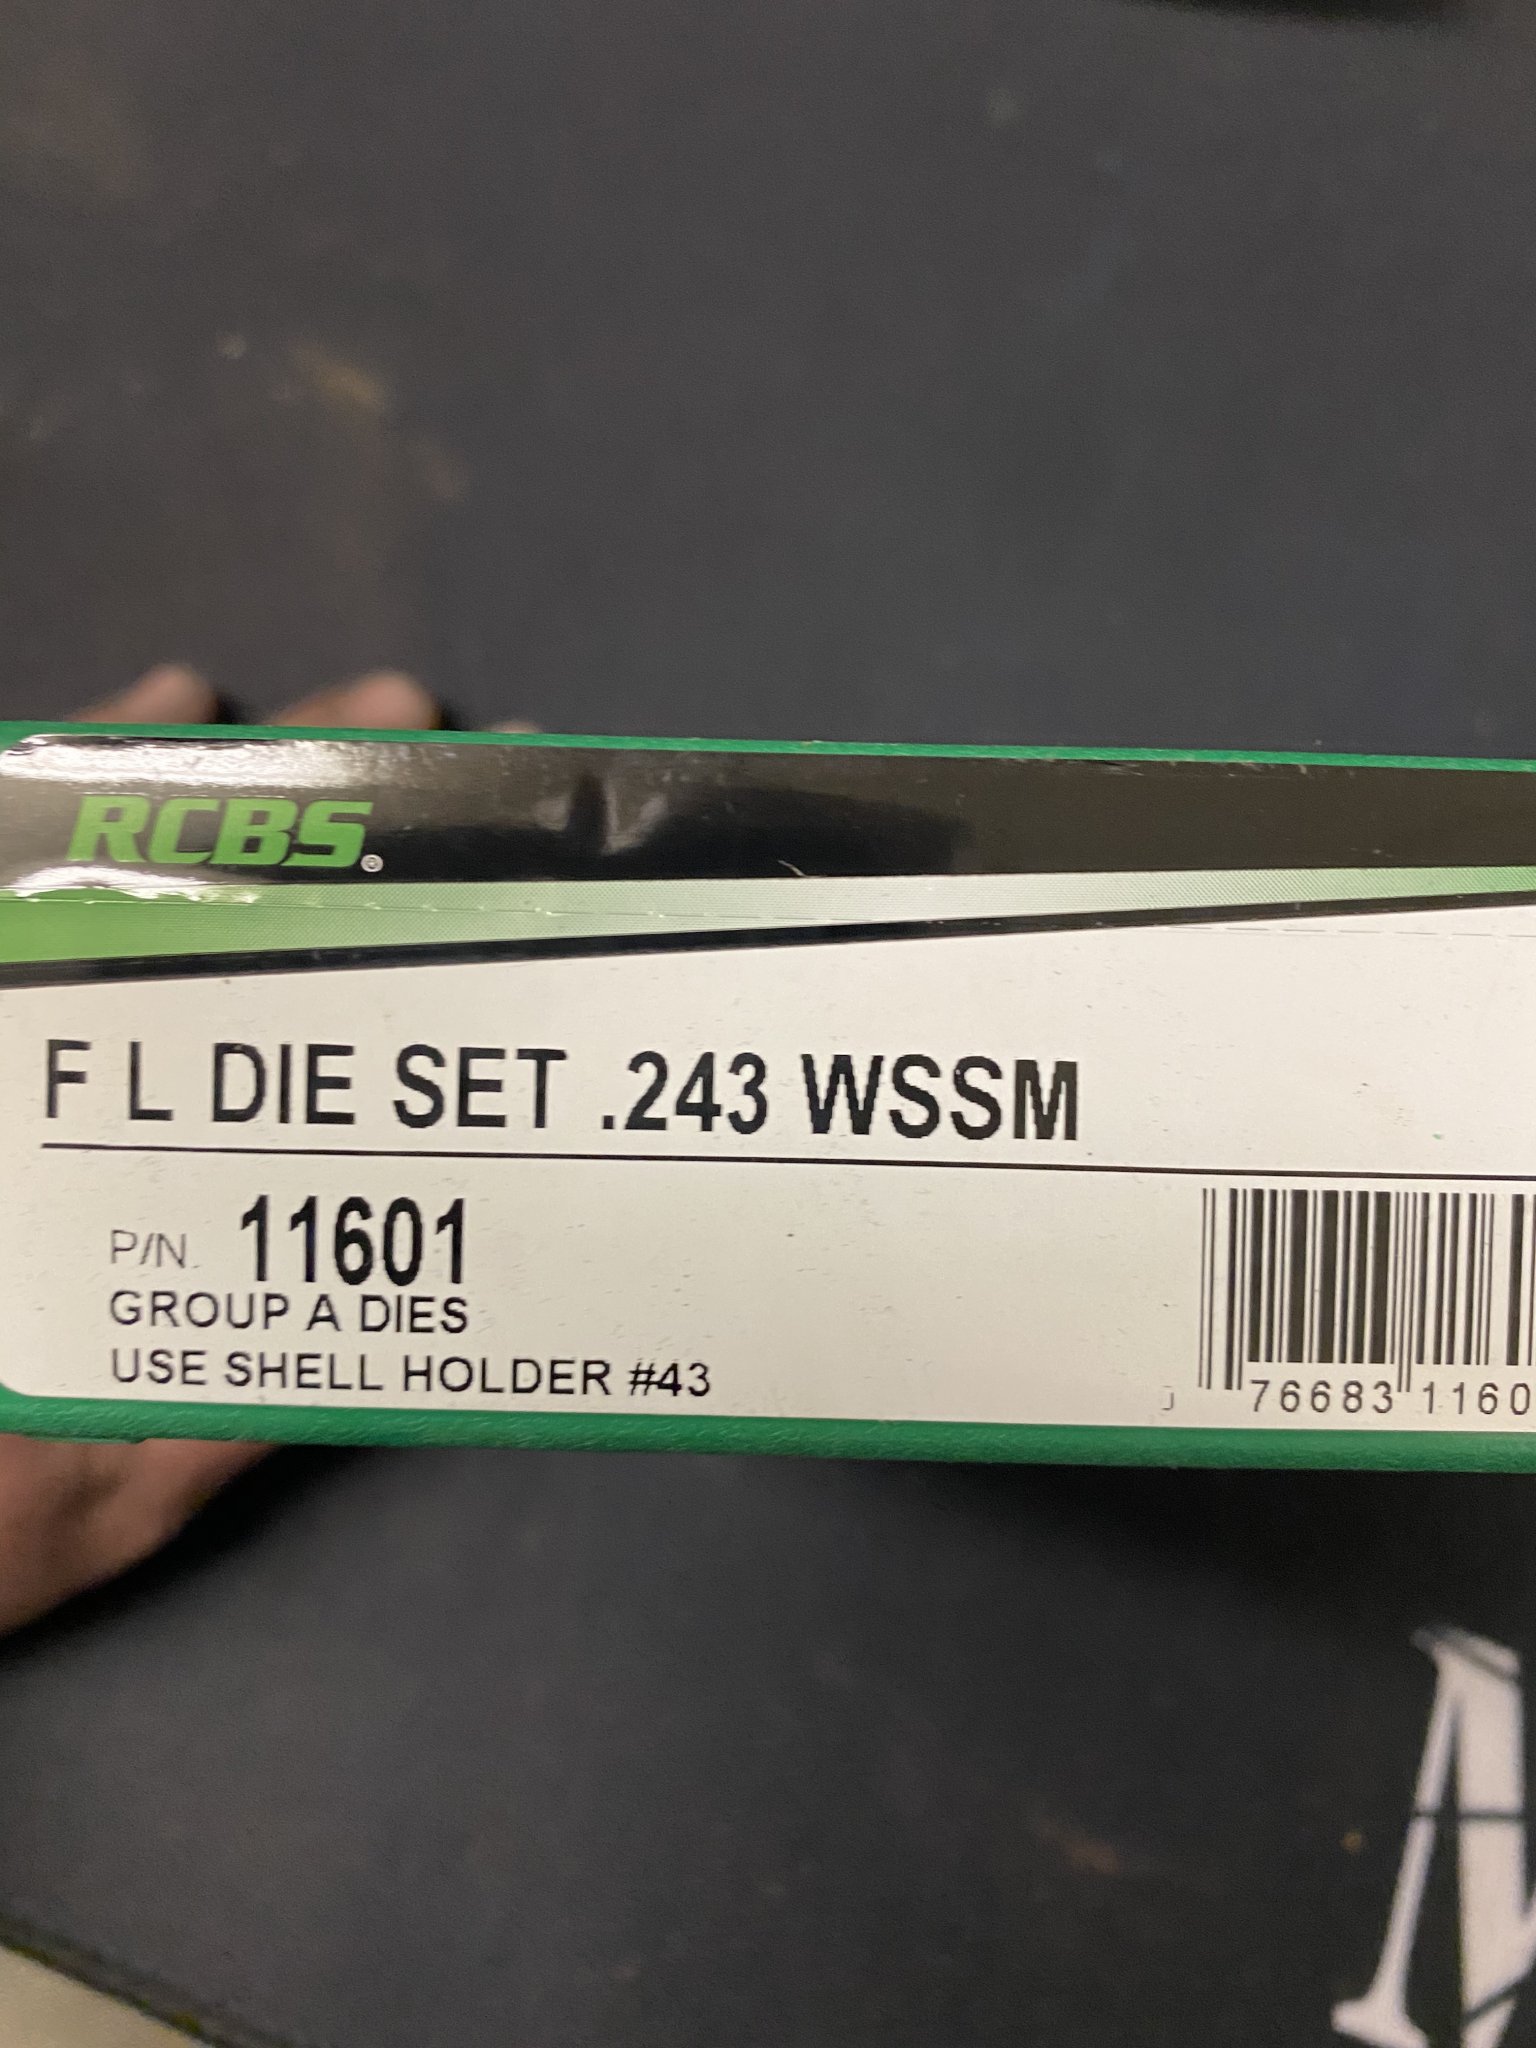 RCBS®
F L DIE SET .243 WSSM
P/N. 11601
GROUP A DIES
USE SHELL HOLDER #43
76683 1160